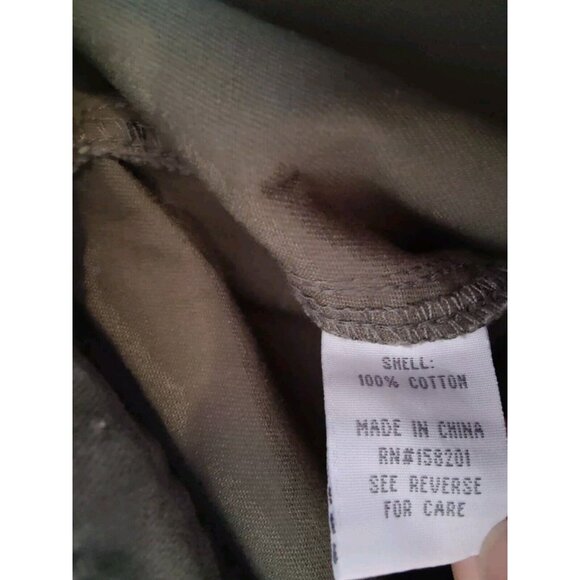 SHELL:
100% COTTON
MADE IN CHINA
RN#158201
SEE REVERSE
FOR CARE